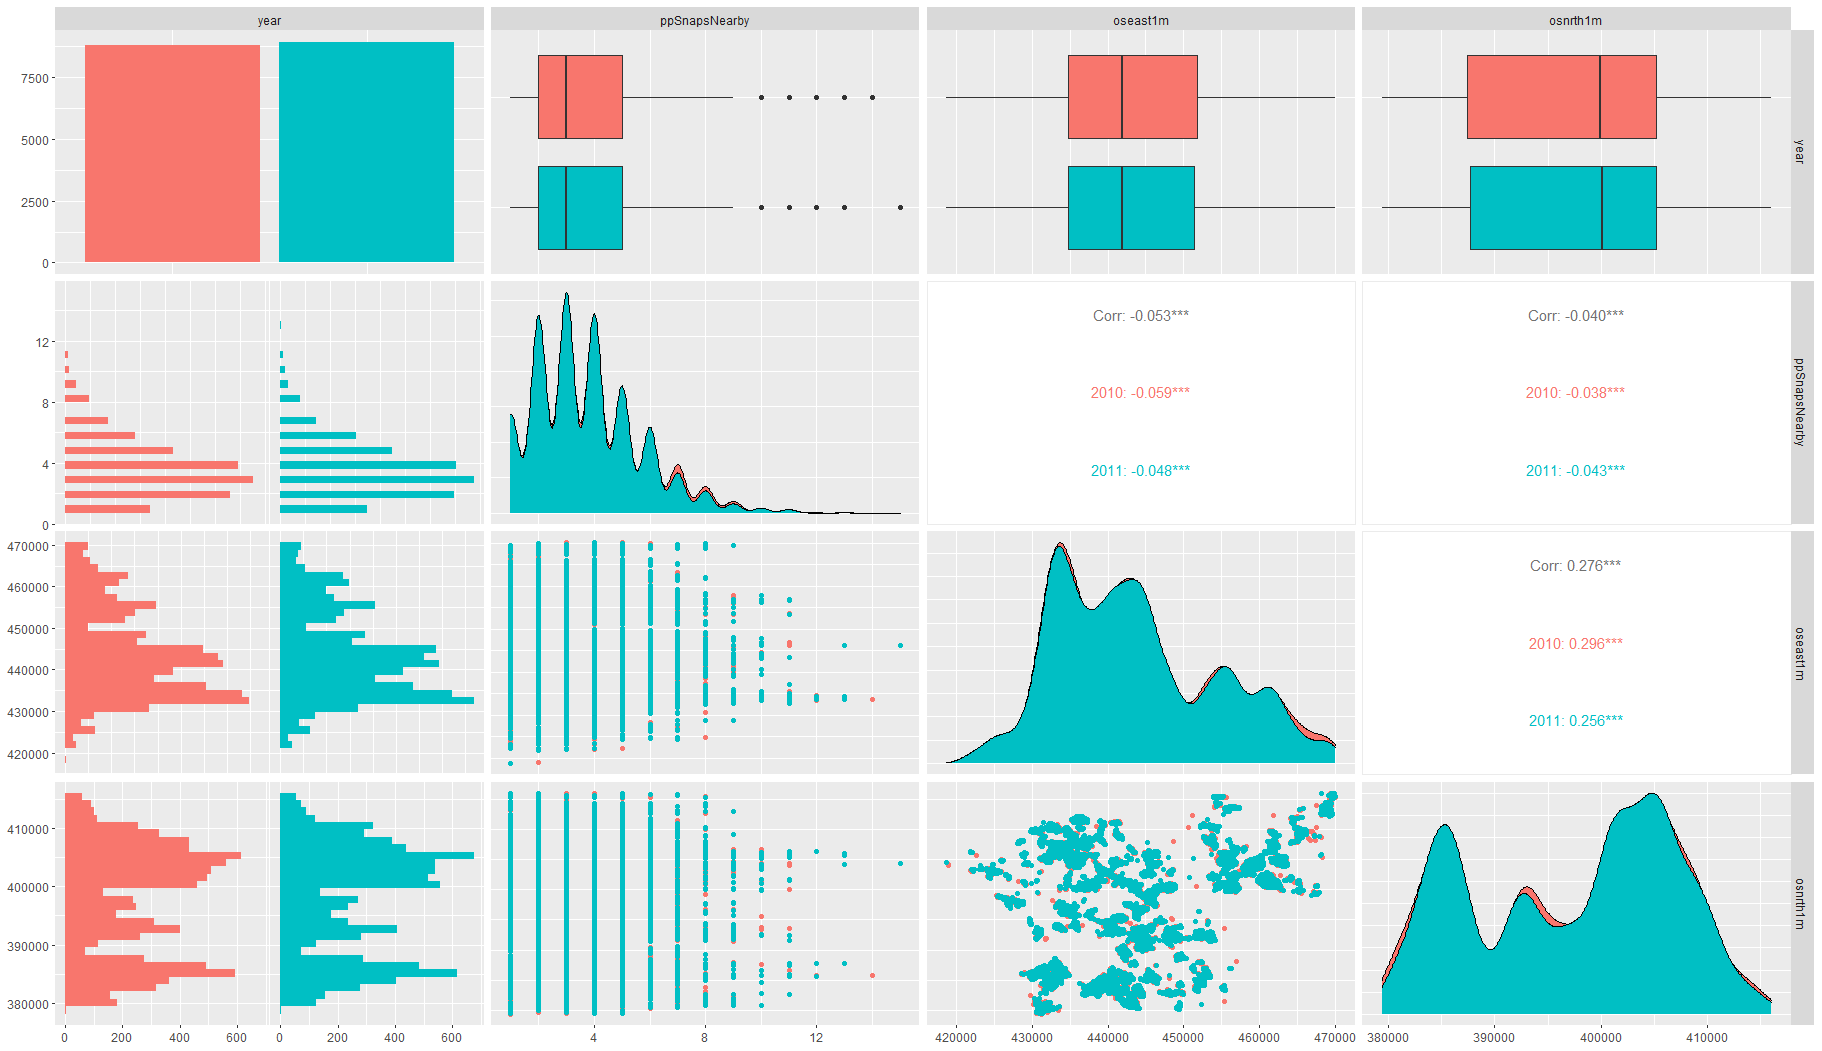 year
ppSnapsNearby
oseast1m
osnrth1m
7500
5000
2500
0
year
12
8
4
0
Corr: -0.053***
2010: -0.059***
2011: -0.048***
Corr: -0.040***
2010: -0.038***
2011: -0.043***
ppSnapsNearby
470000
460000
450000
440000
430000
420000
Corr: 0.276***
2010: 0.296***
2011: 0.256***
oseast1m
410000
400000
390000
380000
osnrth1m
0 200 400 600 0 200 400 600
4 8 12
420000 430000 440000 450000 460000 470000
380000 390000 400000 410000